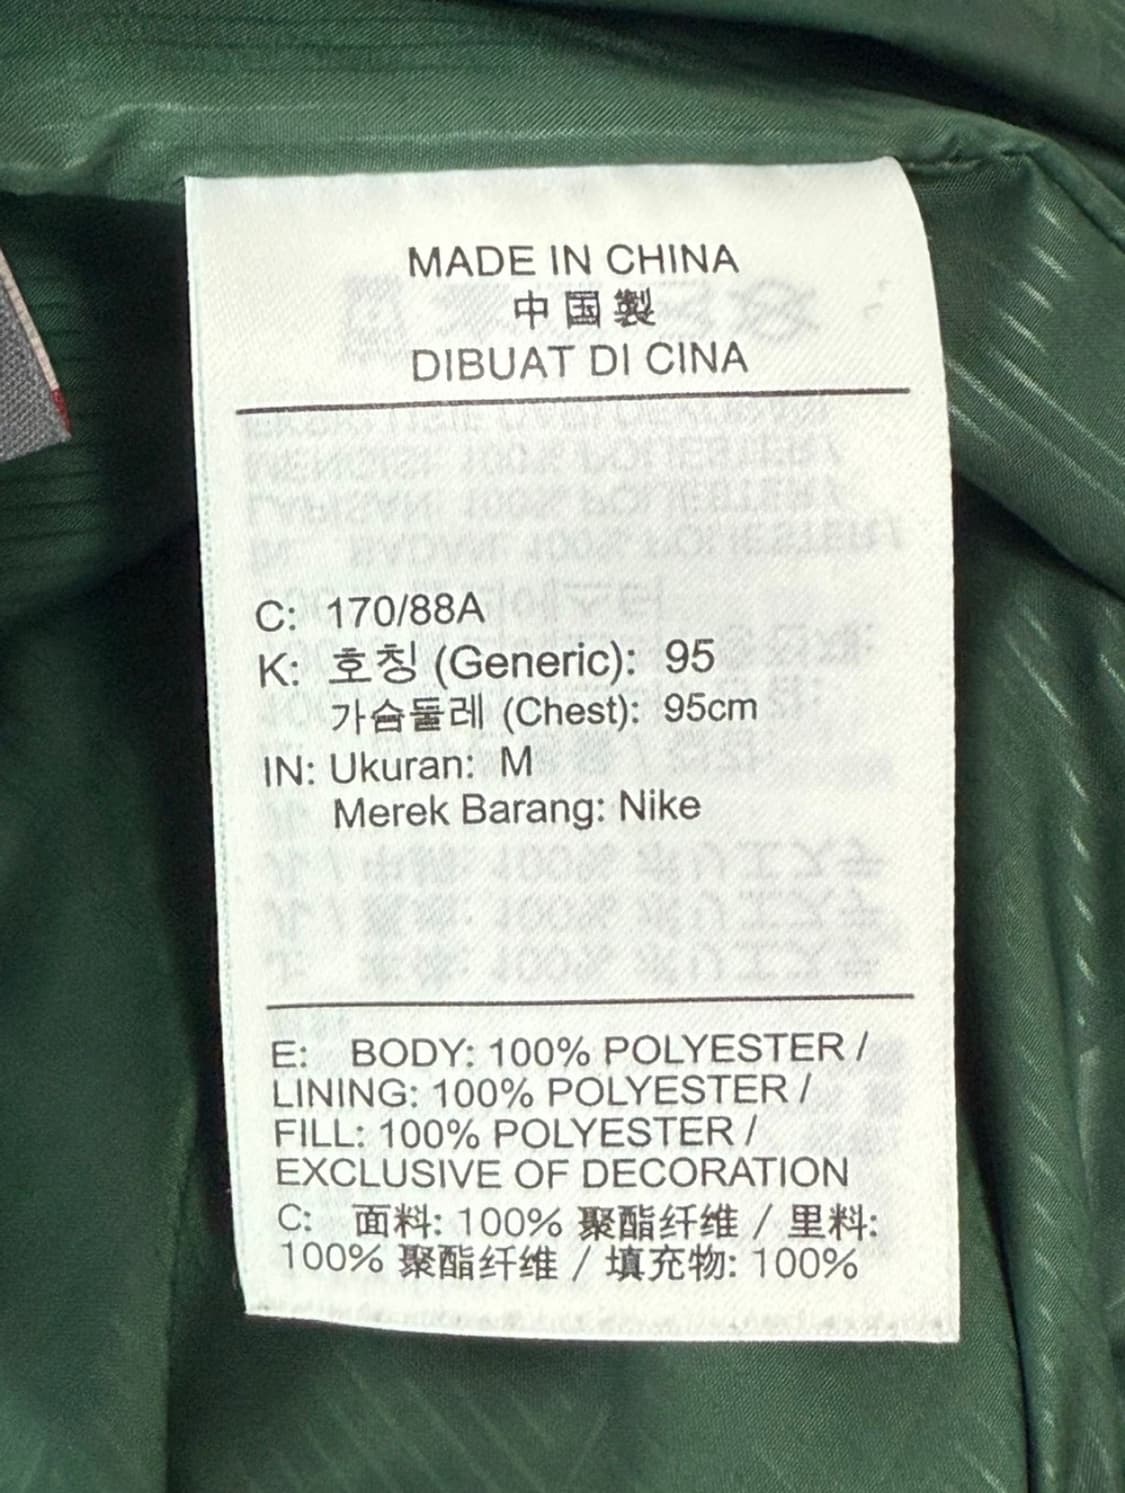 MADE IN CHINA
中国製
DIBUAT DI CINA
C: 170/88A
K: 호칭 (Generic): 95
가슴둘레 (Chest): 95cm
IN: Ukuran: M
Merek Barang: Nike
E: BODY: 100% POLYESTER /
LINING: 100% POLYESTER /
FILL: 100% POLYESTER /
EXCLUSIVE OF DECORATION
C: 面料: 100% 聚酯纤维 / 里料:
100% 聚酯纤维 / 填充物: 100%